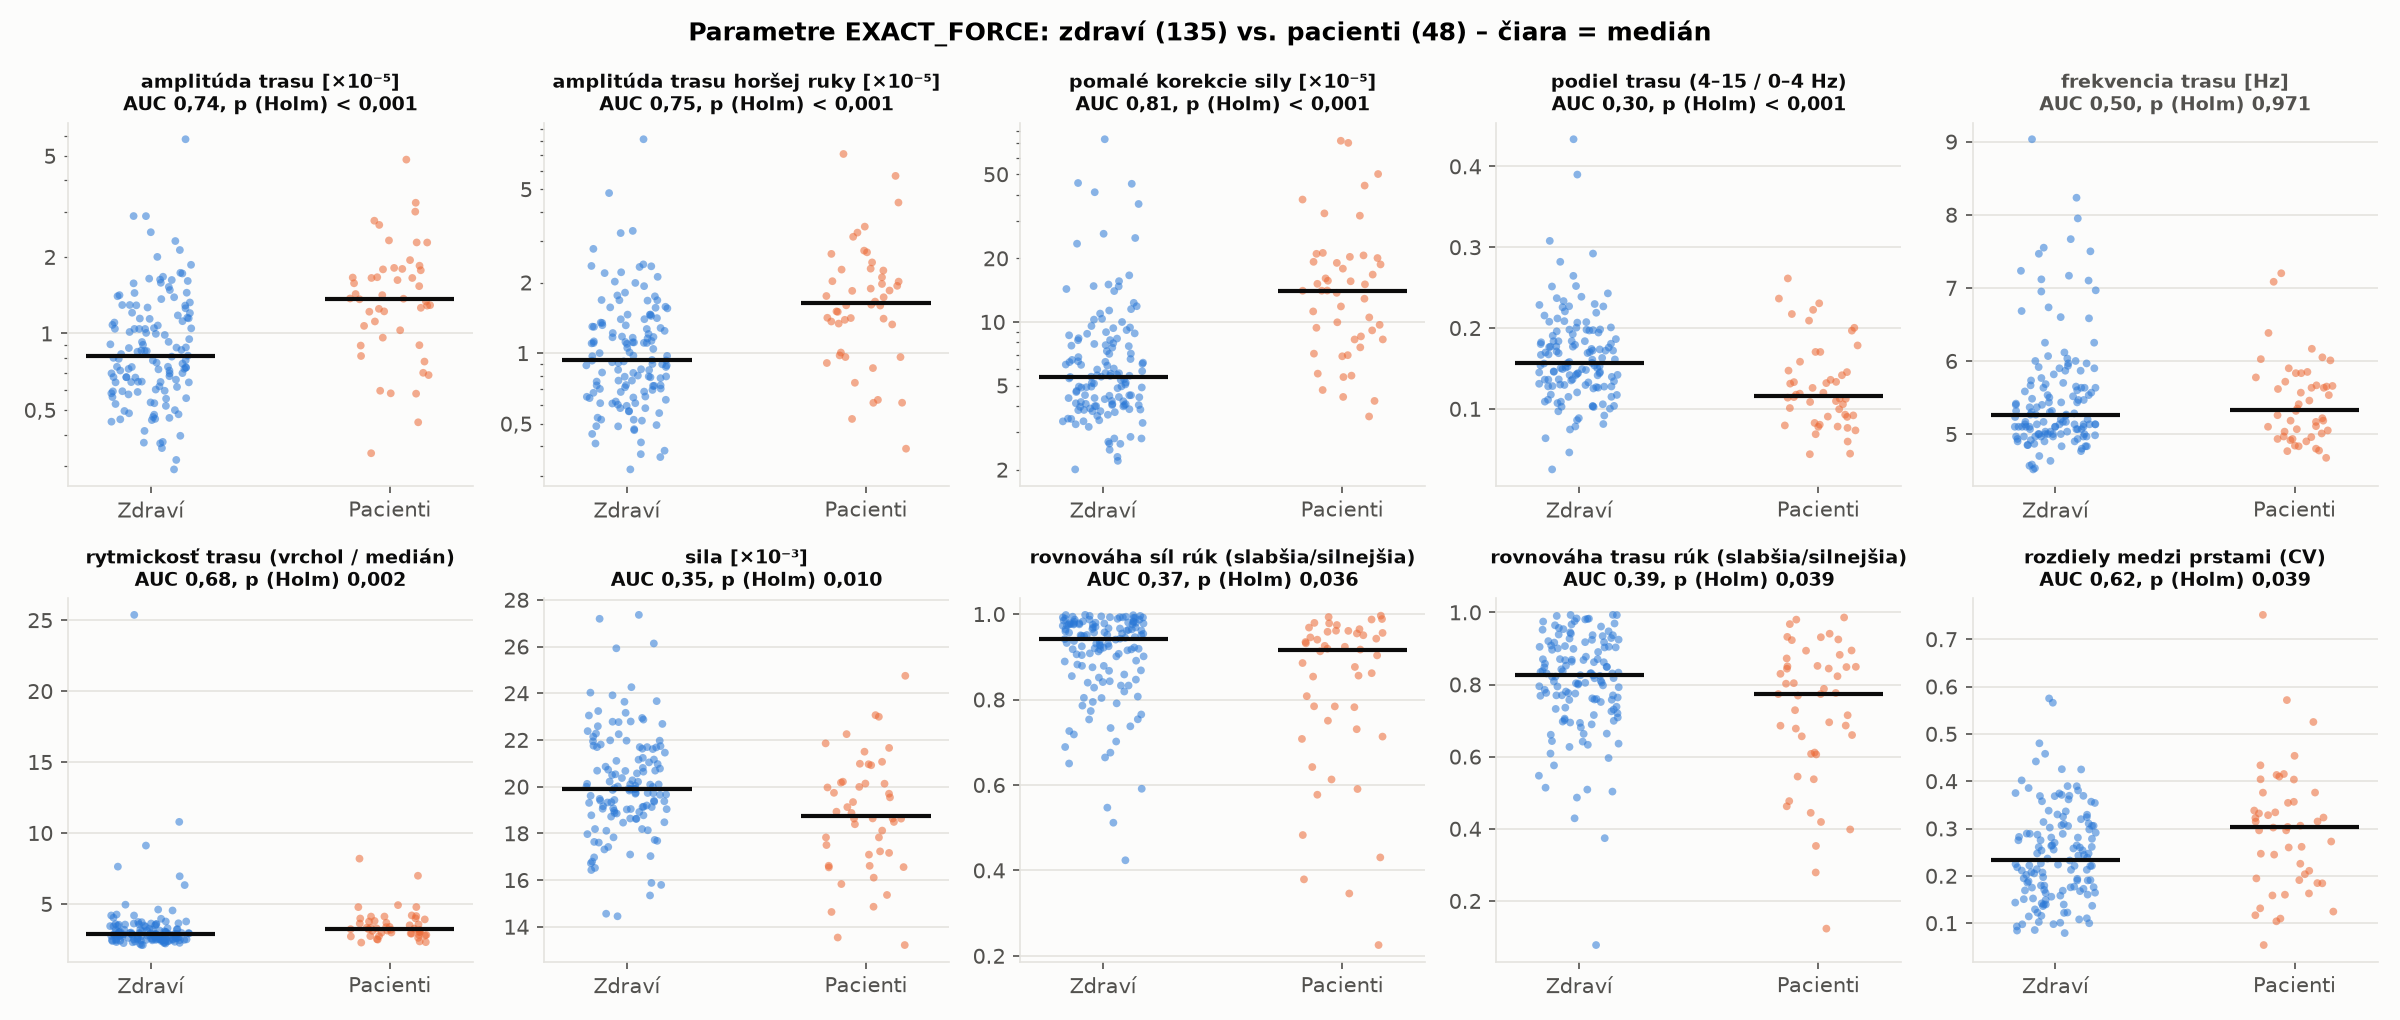 Parametre EXACT_FORCE: zdraví (135) vs. pacienti (48) – čiara = medián
amplitúda trasu [×10⁻⁵]
AUC 0,74, p (Holm) < 0,001
5
2
1
0,5
Zdraví
Pacienti
amplitúda trasu horšej ruky [×10⁻⁵]
AUC 0,75, p (Holm) < 0,001
5
2
1
0,5
Zdraví
Pacienti
pomalé korekcie sily [×10⁻⁵]
AUC 0,81, p (Holm) < 0,001
50
20
10
5
2
Zdraví
Pacienti
podiel trasu (4–15 / 0–4 Hz)
AUC 0,30, p (Holm) < 0,001
0.4
0.3
0.2
0.1
Zdraví
Pacienti
frekvencia trasu [Hz]
AUC 0,50, p (Holm) 0,971
9
8
7
6
5
Zdraví
Pacienti
rytmickosť trasu (vrchol / medián)
AUC 0,68, p (Holm) 0,002
25
20
15
10
5
Zdraví
Pacienti
sila [×10⁻³]
AUC 0,35, p (Holm) 0,010
28
26
24
22
20
18
16
14
Zdraví
Pacienti
rovnováha síl rúk (slabšia/silnejšia)
AUC 0,37, p (Holm) 0,036
1.0
0.8
0.6
0.4
0.2
Zdraví
Pacienti
rovnováha trasu rúk (slabšia/silnejšia)
AUC 0,39, p (Holm) 0,039
1.0
0.8
0.6
0.4
0.2
Zdraví
Pacienti
rozdiely medzi prstami (CV)
AUC 0,62, p (Holm) 0,039
0.7
0.6
0.5
0.4
0.3
0.2
0.1
Zdraví
Pacienti